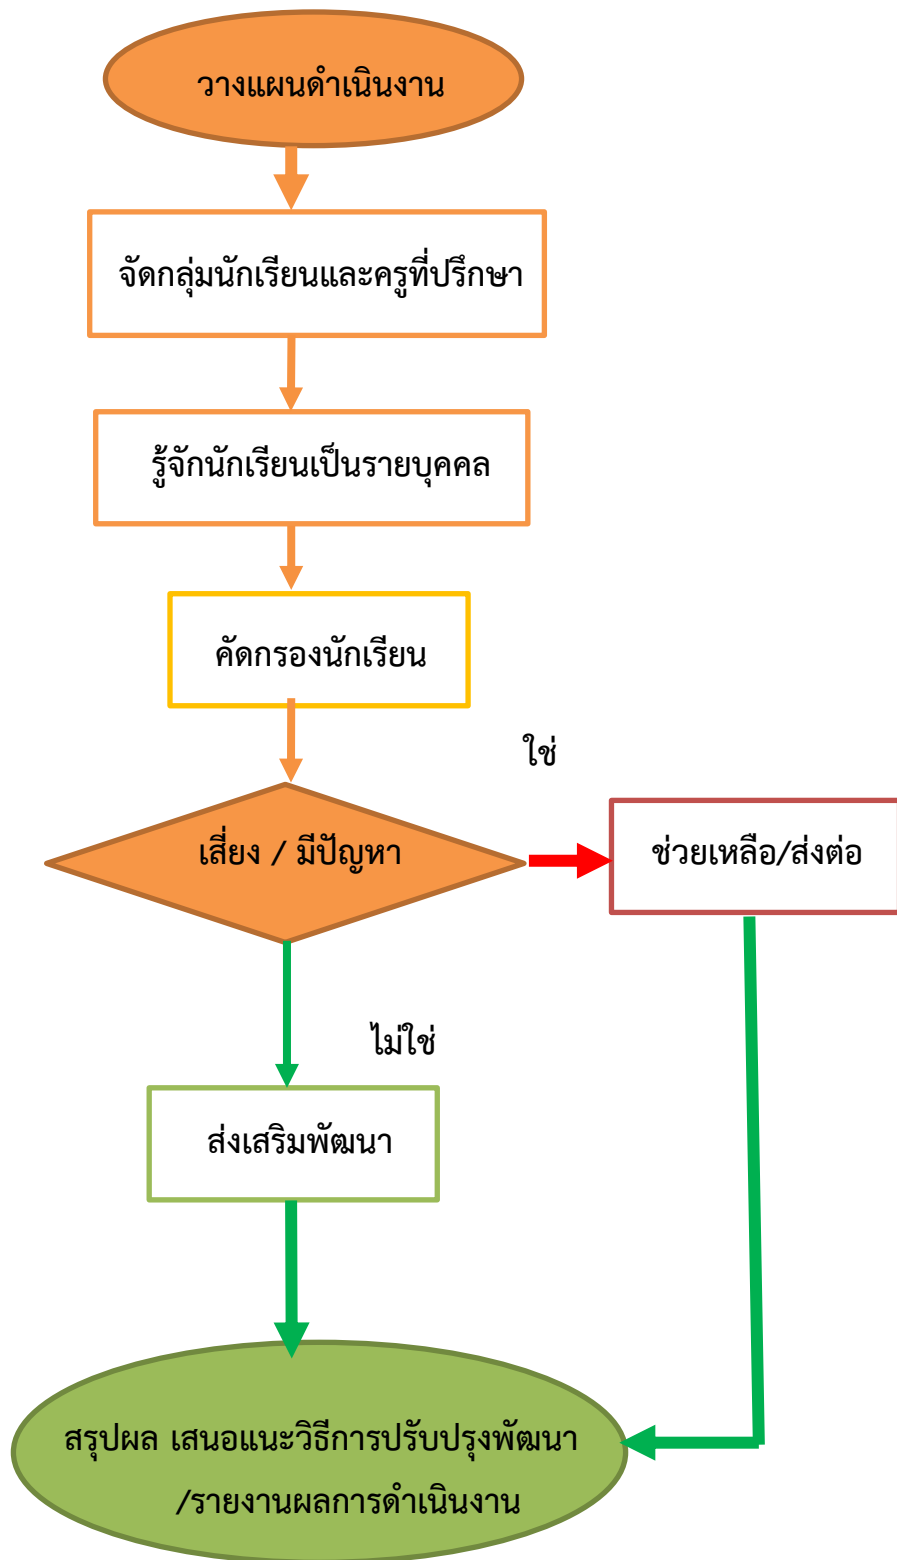 วางแผนดำเนินงาน
จัดกลุ่มนักเรียนและครูที่ปรึกษา
รู้จักนักเรียนเป็นรายบุคคล
คัดกรองนักเรียน
ใช่
เสี่ยง / มีปัญหา
ช่วยเหลือ/ส่งต่อ
ไม่ใช่
ส่งเสริมพัฒนา
สรุปผล เสนอแนะวิธีการปรับปรุงพัฒนา
/รายงานผลการดำเนินงาน